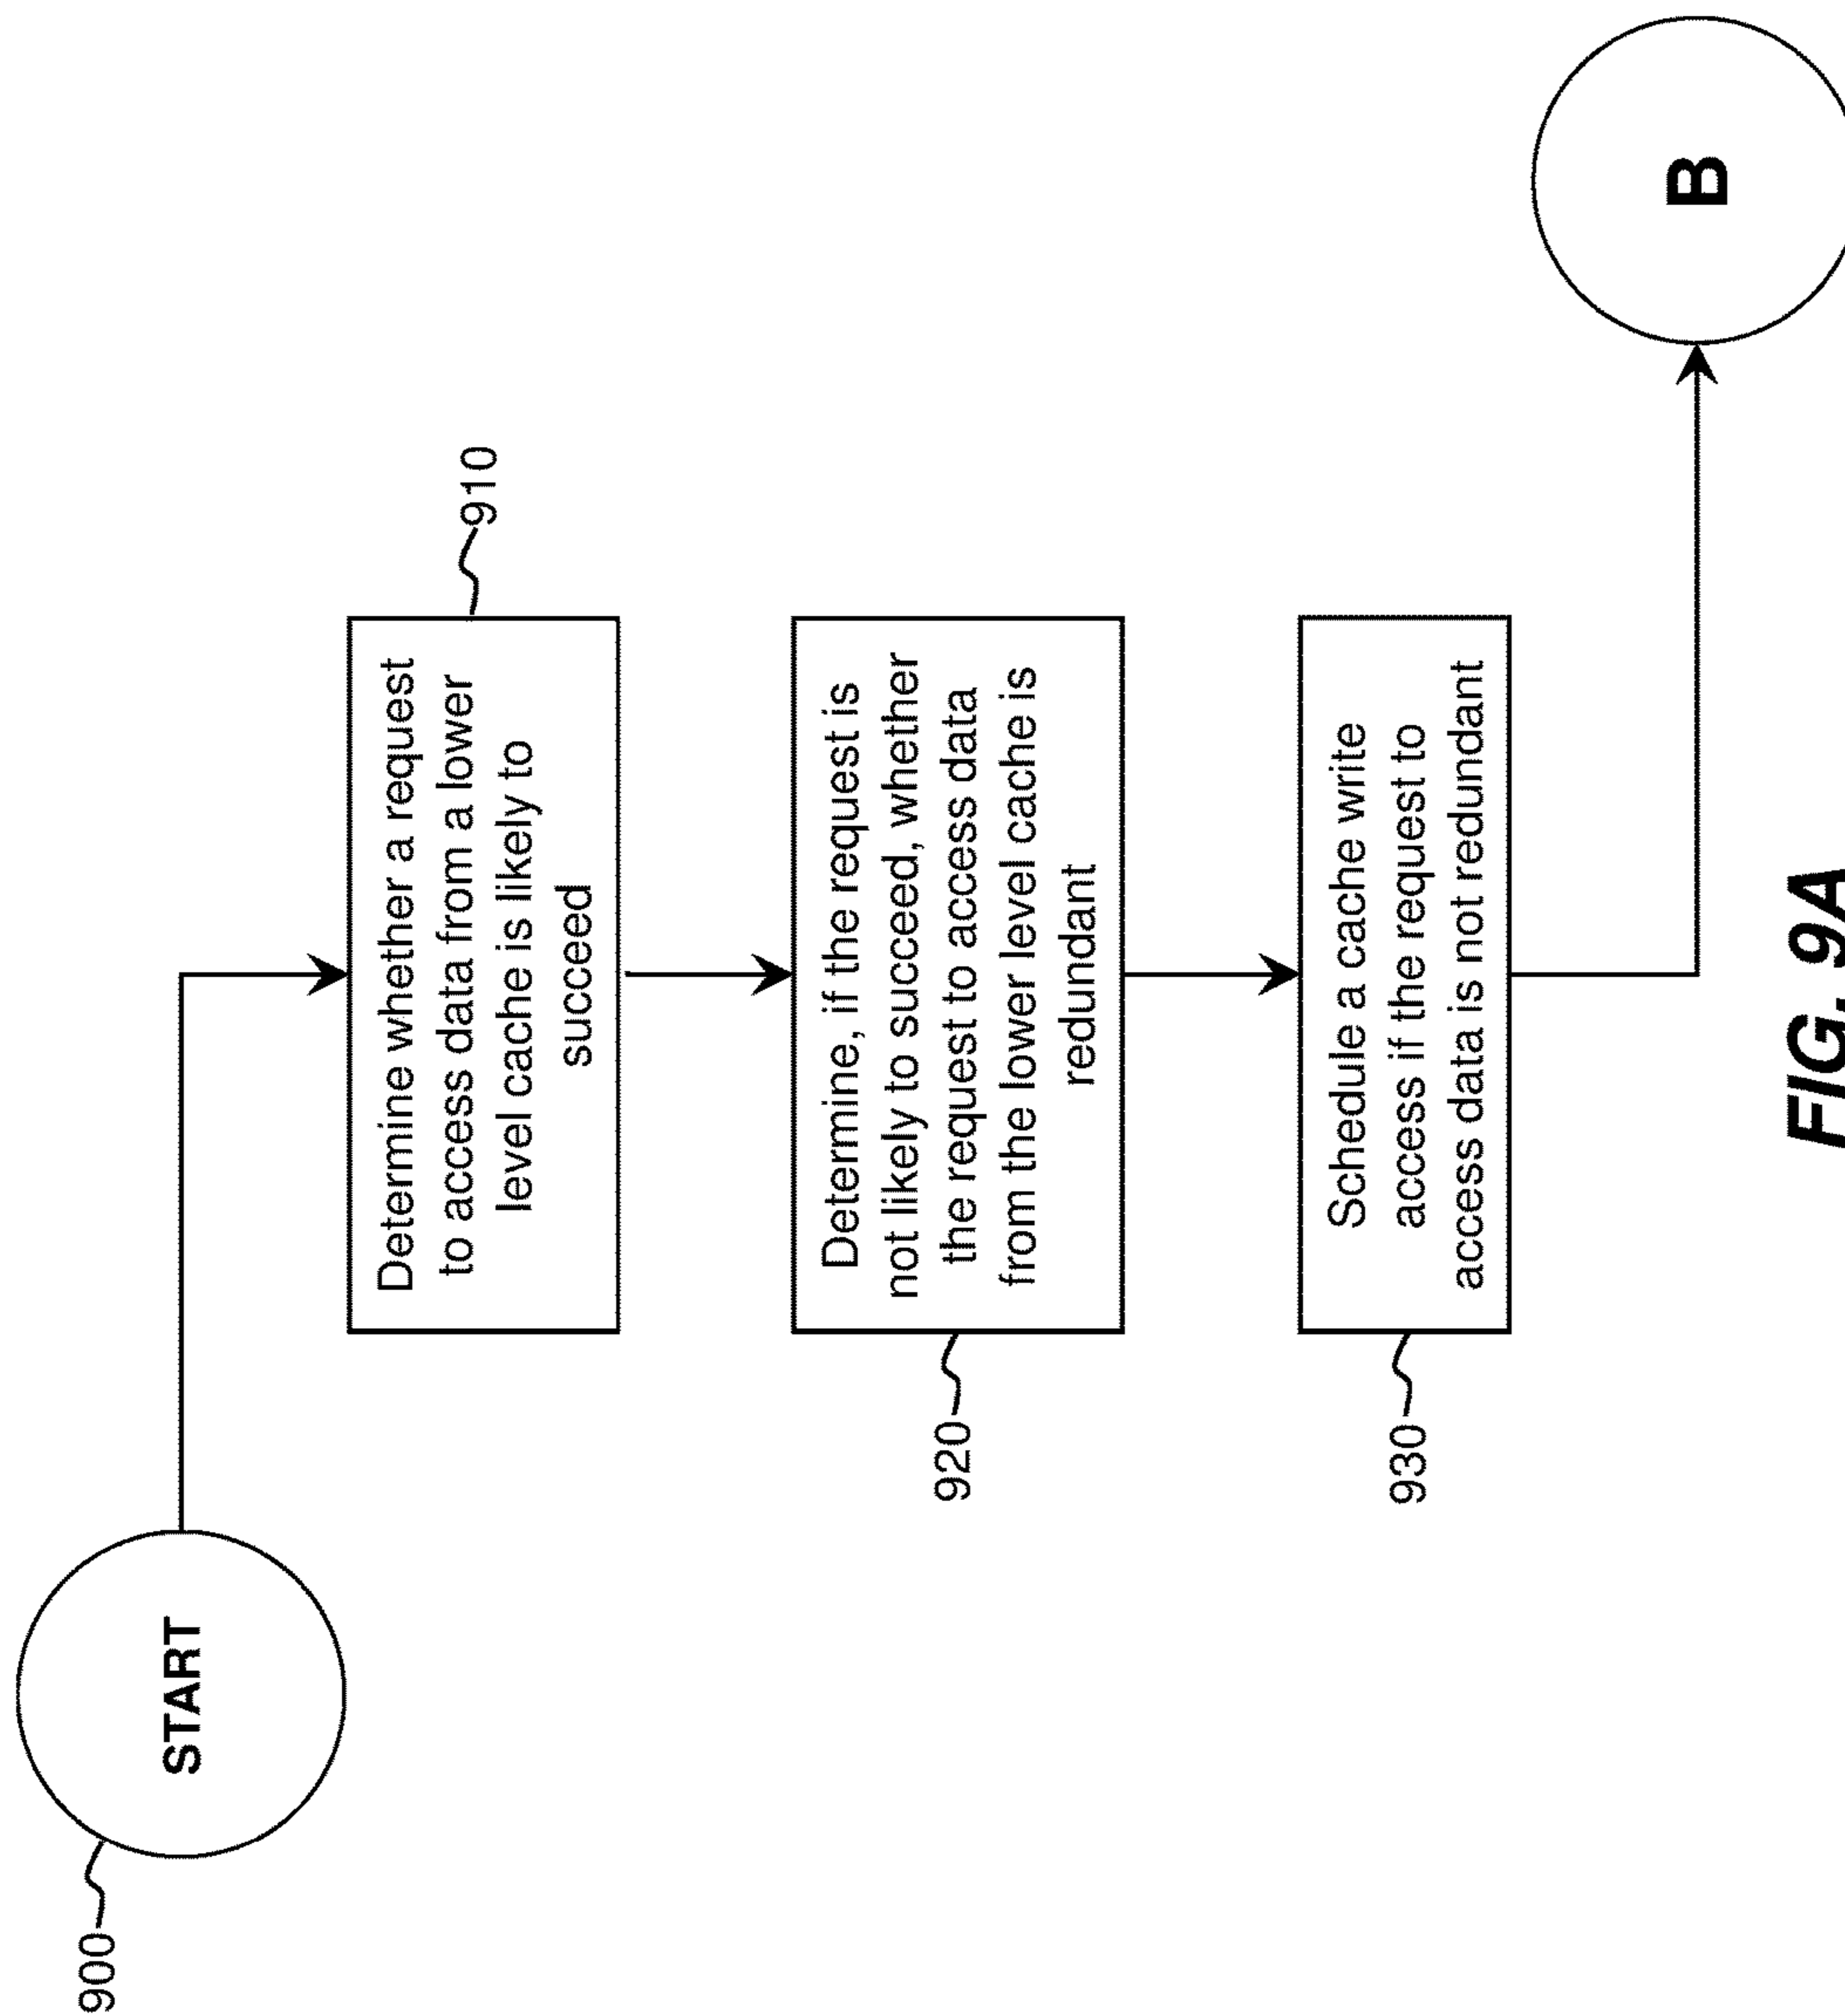 900
START
Determine whether a request
to access data from a lower
level cache is likely to
succeed
910
920
Determine, if the request is
not likely to succeed, whether
the request to access data
from the lower level cache is
redundant
930
Schedule a cache write
access if the request to
access data is not redundant
B
FIG. 9A